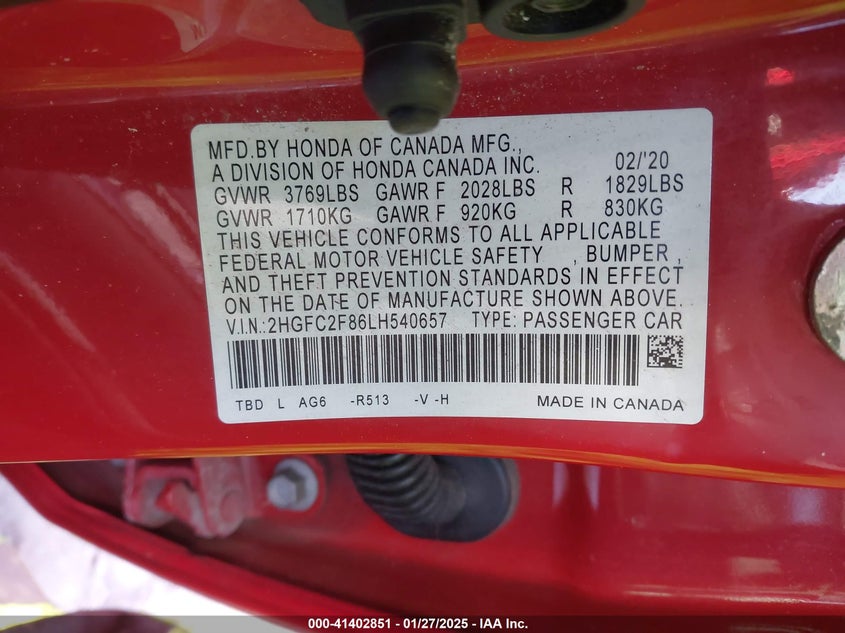 MFD.BY HONDA OF CANADA MFG.,
A DIVISION OF HONDA CANADA INC. 02/'20
GVWR 3769LBS GAWR F 2028LBS R 1829LBS
GVWR 1710KG GAWR F 920KG R 830KG
THIS VEHICLE CONFORMS TO ALL APPLICABLE
FEDERAL MOTOR VEHICLE SAFETY , BUMPER ,
AND THEFT PREVENTION STANDARDS IN EFFECT
ON THE DATE OF MANUFACTURE SHOWN ABOVE.
V.I.N.:2HGFC2F86LH540657 TYPE: PASSENGER CAR
TBD L AG6 -R513 -V -H MADE IN CANADA
000-41402851 - 01/27/2025 - IAA Inc.